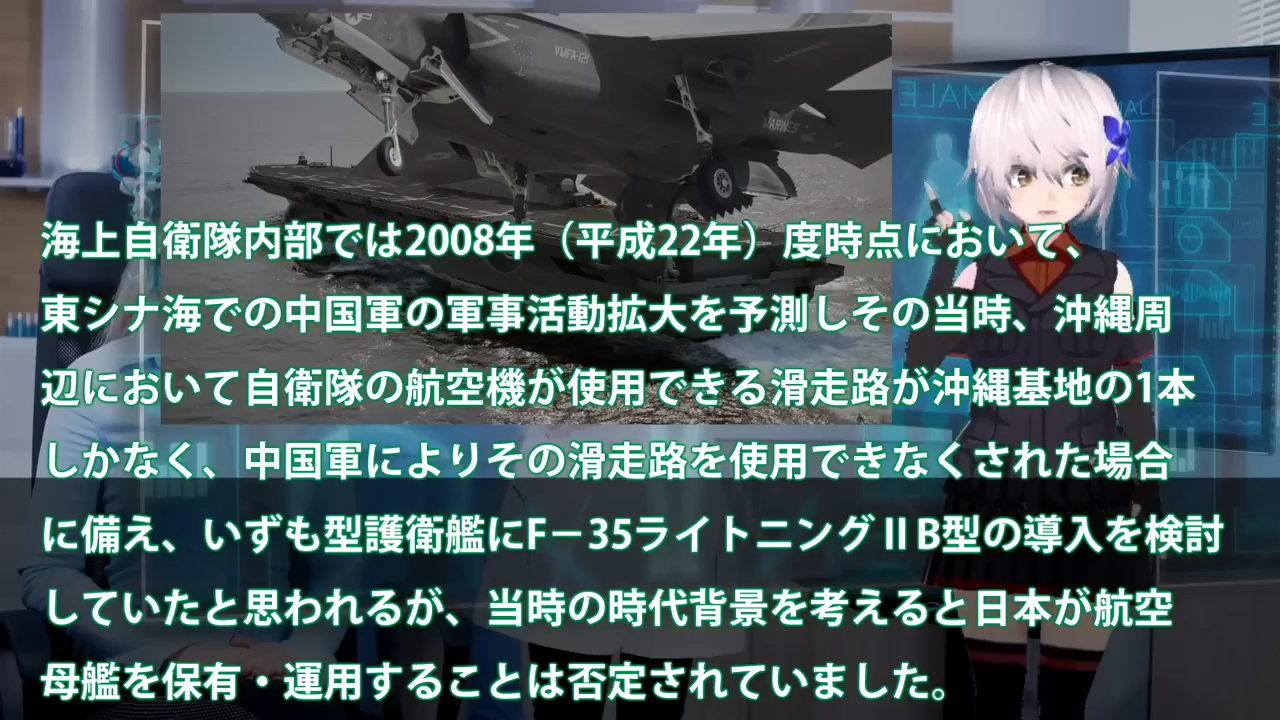 VMFA-121
MARINES
MARINES
MALE
海上自衛隊内部では2008年（平成22年）度時点において、
東シナ海での中国軍の軍事活動拡大を予測しその当時、沖縄周
辺において自衛隊の航空機が使用できる滑走路が沖縄基地の1本
しかなく、中国軍によりその滑走路を使用できなくされた場合
に備え、いずも型護衛艦にF－35ライトニングⅡB型の導入を検討
していたと思われるが、当時の時代背景を考えると日本が航空
母艦を保有・運用することは否定されていました。